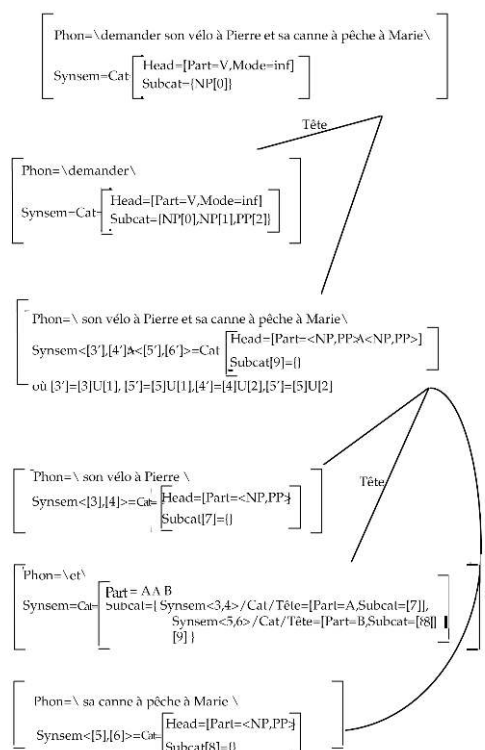 Phon=\demander son vélo à Pierre et sa canne à pêche à Marie\
Head=[Part=V,Mode=inf]
Synsem=Cat
Subcat={NP[0]}
Tête
Phon=\demander\
Head=[Part=V,Mode=inf]
Synsem=Cat=
Subcat={NP[0],NP[1],PP[2]}
Phon=\ son vélo à Pierre et sa canne à pêche à Marie\
Head=[Part=<NP,PP>Λ<NP,PP>]
Synsem<[3'],[4']Λ<[5'],[6']>=Cat
Subcat[9]={}
où [3']=[3]U[1], [5']=[5]U[1],[4']=[4]U[2],[5']=[5]U[2]
Phon=\ son vélo à Pierre \
Tête
Synsem<[3],[4]>=Cat=
Head=[Part=<NP,PP>
Subcat[7]={}
Phon=\et\
Part = AΛB
Synsem=Cat=
Subcat={ Synsem<3,4>/Cat/Tête=[Part=A,Subcat=[7]],
Synsem<5,6>/Cat/Tête=[Part=B,Subcat=[8]]
[9] }
Phon=\ sa canne à pêche à Marie \
Head=[Part=<NP,PP>
Synsem<[5],[6]>=Cat=
Subcat[8]={}